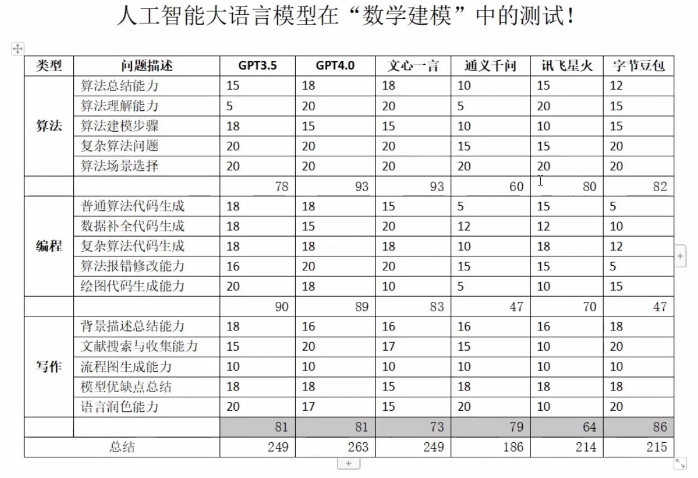 人工智能大语言模型在“数学建模”中的测试！
类型 问题描述 GPT3.5 GPT4.0 文心一言 通义千问 讯飞星火 字节豆包
算法 算法总结能力 15 18 18 10 15 12
算法理解能力 5 20 20 5 20 15
算法建模步骤 18 15 15 10 10 15
复杂算法问题 20 20 20 15 15 20
算法场景选择 20 20 20 20 20 20
78 93 93 60 80 82
编程 普通算法代码生成 18 18 15 5 15 5
数据补全代码生成 18 15 20 12 12 10
复杂算法代码生成 18 18 18 10 18 12
算法报错修改能力 16 20 20 15 15 5
绘图代码生成能力 20 18 10 5 10 15
90 89 83 47 70 47
写作 背景描述总结能力 18 16 16 16 16 18
文献搜索与收集能力 15 20 17 15 10 20
流程图生成能力 10 10 10 10 10 10
模型优缺点总结 18 18 15 18 18 18
语言润色能力 20 17 15 20 10 20
81 81 73 79 64 86
总结 249 263 249 186 214 215